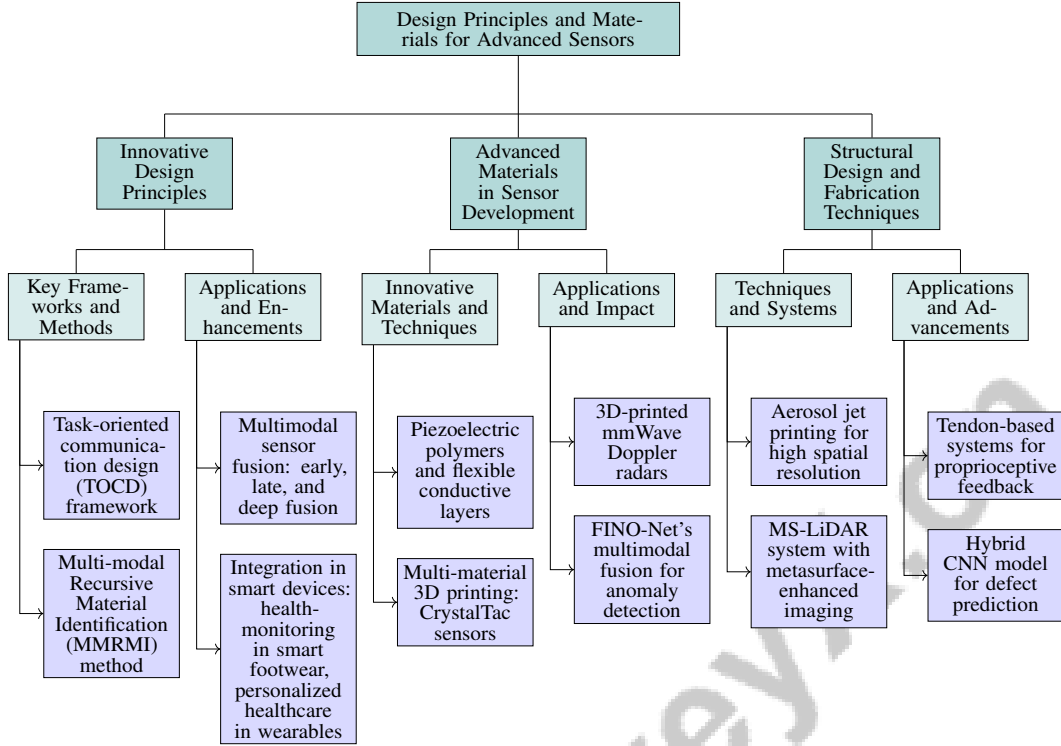 Design Principles and Mate-
rials for Advanced Sensors
Innovative
Design
Principles
Advanced
Materials
in Sensor
Development
Structural
Design and
Fabrication
Techniques
Key Frame-
works and
Methods
Applications
and En-
hancements
Innovative
Materials and
Techniques
Applications
and Impact
Techniques
and Systems
Applications
and Ad-
vancements
Task-oriented
communica-
tion design
(TOCD)
framework
Multi-modal
Recursive
Material
Identification
(MMRMI)
method
Multimodal
sensor
fusion: early,
late, and
deep fusion
Integration in
smart devices:
health-
monitoring
in smart
footwear,
personalized
healthcare
in wearables
Piezoelectric
polymers
and flexible
conductive
layers
Multi-material
3D printing:
CrystalTac
sensors
3D-printed
mmWave
Doppler
radars
FINO-Net's
multimodal
fusion for
anomaly
detection
Aerosol jet
printing for
high spatial
resolution
MS-LiDAR
system with
metasurface-
enhanced
imaging
Tendon-based
systems for
proprioceptive
feedback
Hybrid
CNN model
for defect
prediction